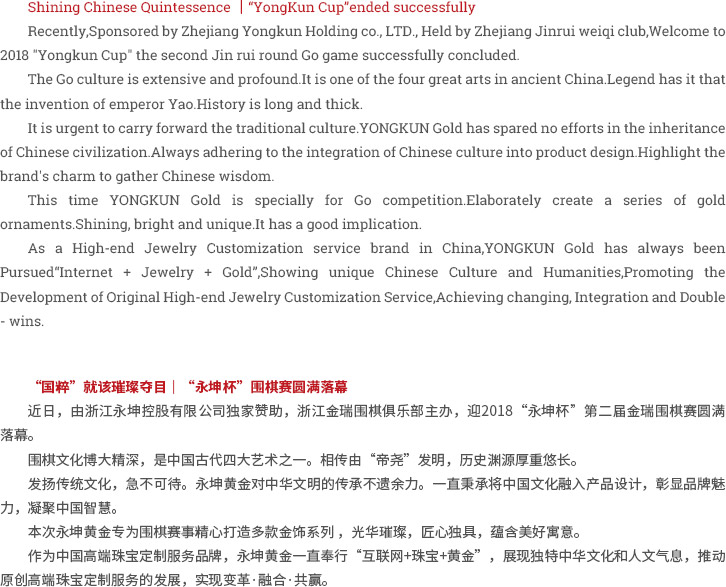 Shining Chinese Quintessence ｜“YongKun Cup”ended successfully
Recently,Sponsored by Zhejiang Yongkun Holding co., LTD., Held by Zhejiang Jinrui weiqi club,Welcome to
2018 "Yongkun Cup" the second Jin rui round Go game successfully concluded.
The Go culture is extensive and profound.It is one of the four great arts in ancient China.Legend has it that
the invention of emperor Yao.History is long and thick.
It is urgent to carry forward the traditional culture.YONGKUN Gold has spared no efforts in the inheritance
of Chinese civilization.Always adhering to the integration of Chinese culture into product design.Highlight the
brand's charm to gather Chinese wisdom.
This time YONGKUN Gold is specially for Go competition.Elaborately create a series of gold
ornaments.Shining, bright and unique.It has a good implication.
As a High-end Jewelry Customization service brand in China,YONGKUN Gold has always been
Pursued“Internet + Jewelry + Gold”,Showing unique Chinese Culture and Humanities,Promoting the
Development of Original High-end Jewelry Customization Service,Achieving changing, Integration and Double
- wins.
“国粹”就该璀璨夺目｜“永坤杯”围棋赛圆满落幕
近日，由浙江永坤控股有限公司独家赞助，浙江金瑞围棋俱乐部主办，迎2018“永坤杯”第二届金瑞围棋赛圆满
落幕。
围棋文化博大精深，是中国古代四大艺术之一。相传由“帝尧”发明，历史渊源厚重悠长。
发扬传统文化，急不可待。永坤黄金对中华文明的传承不遗余力。一直秉承将中国文化融入产品设计，彰显品牌魅
力，凝聚中国智慧。
本次永坤黄金专为围棋赛事精心打造多款金饰系列 ，光华璀璨，匠心独具，蕴含美好寓意。
作为中国高端珠宝定制服务品牌，永坤黄金一直奉行“互联网+珠宝+黄金”，展现独特中华文化和人文气息，推动
原创高端珠宝定制服务的发展，实现变革·融合·共赢。